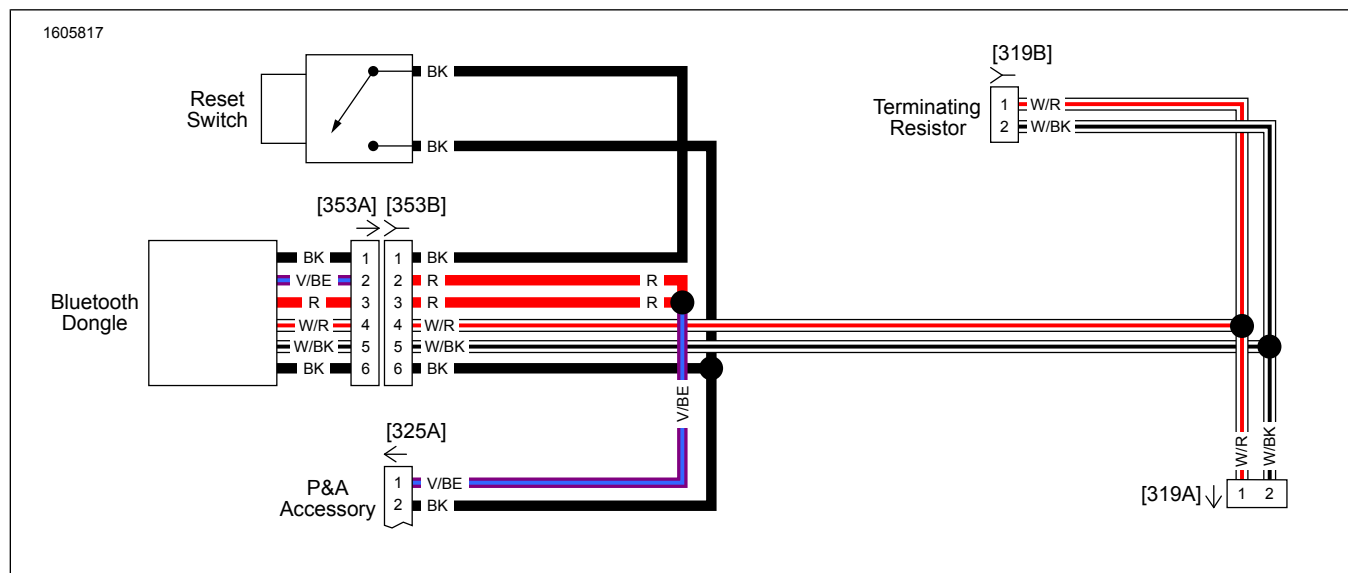 1605817
BK
[319B]
Reset
Switch
Terminating
Resistor
1 W/R
2 W/BK
BK
[353A] [353B]
Bluetooth
Dongle
BK 1 1 BK
V/BE 2 2 R R
R 3 3 R R
W/R 4 4 W/R
W/BK 5 5 W/BK
BK 6 6 BK
V/BE
W/R
W/BK
[325A]
P&A
Accessory
1 V/BE
2 BK
[319A] 1 2